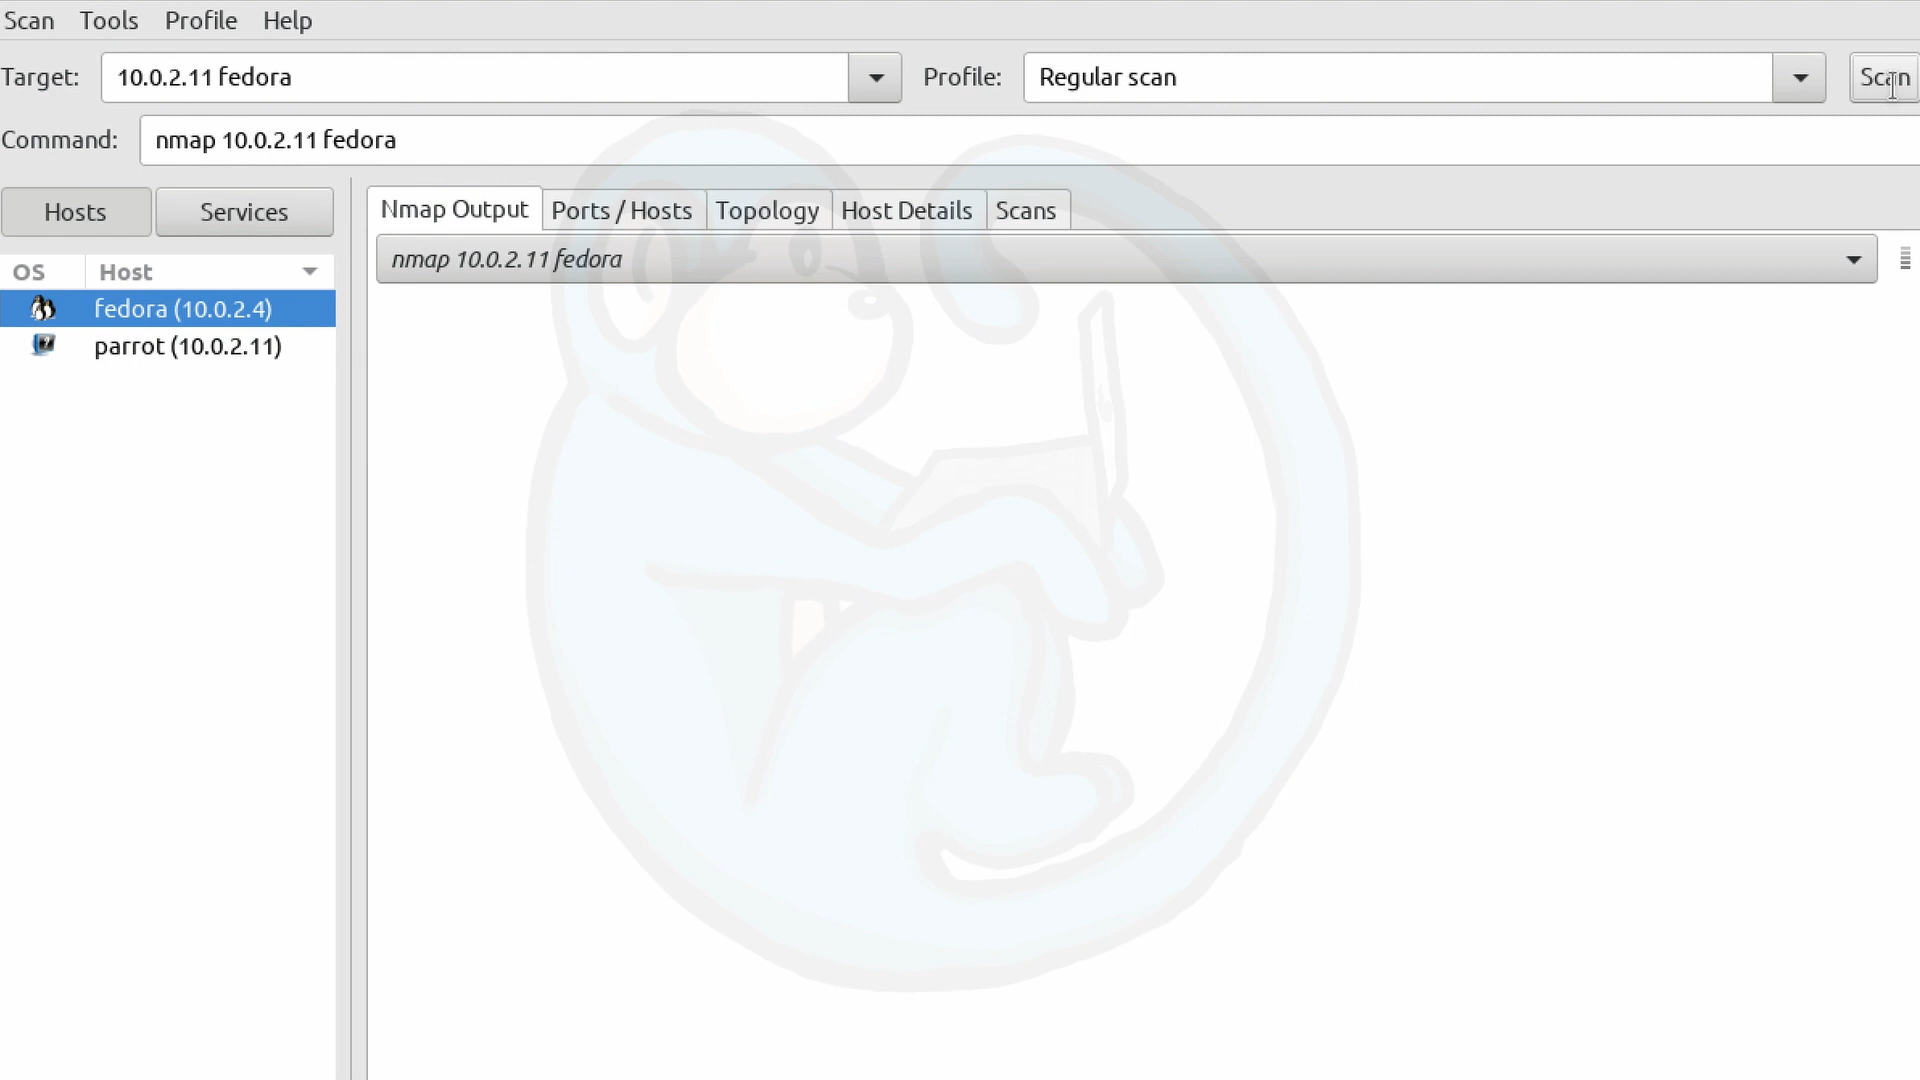 Scan Tools Profile Help
Target: 10.0.2.11 fedora Profile: Regular scan Scan
Command: nmap 10.0.2.11 fedora
Hosts Services
Nmap Output Ports / Hosts Topology Host Details Scans
nmap 10.0.2.11 fedora
OS Host
fedora (10.0.2.4)
parrot (10.0.2.11)